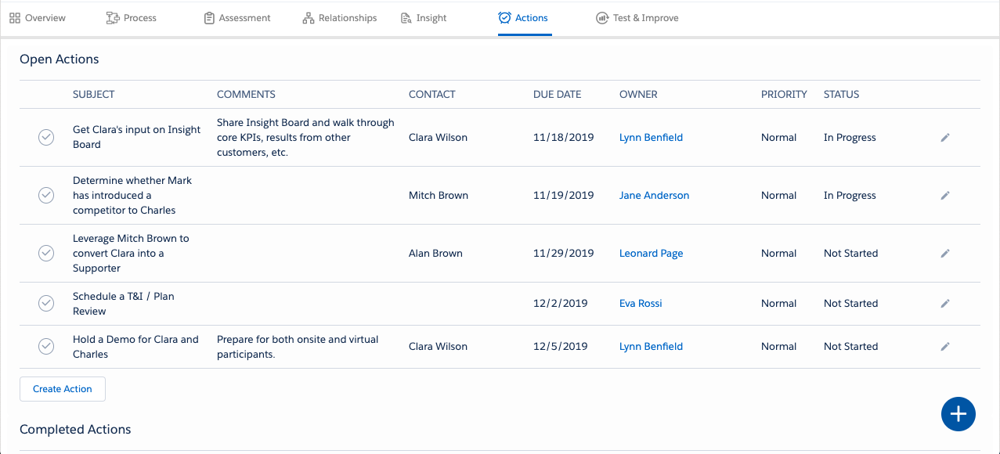 Overview Process Assessment Relationships Insight Actions Test & Improve
Open Actions
SUBJECT COMMENTS CONTACT DUE DATE OWNER PRIORITY STATUS
Get Clara's input on Insight
Board
Share Insight Board and walk through
core KPIs, results from other
customers, etc.
Clara Wilson 11/18/2019 Lynn Benfield Normal In Progress
Determine whether Mark
has introduced a
competitor to Charles
Mitch Brown 11/19/2019 Jane Anderson Normal In Progress
Leverage Mitch Brown to
convert Clara into a
Supporter
Alan Brown 11/29/2019 Leonard Page Normal Not Started
Schedule a T&I / Plan
Review
12/2/2019 Eva Rossi Normal Not Started
Hold a Demo for Clara and
Charles
Prepare for both onsite and virtual
participants.
Clara Wilson 12/5/2019 Lynn Benfield Normal Not Started
Create Action
Completed Actions